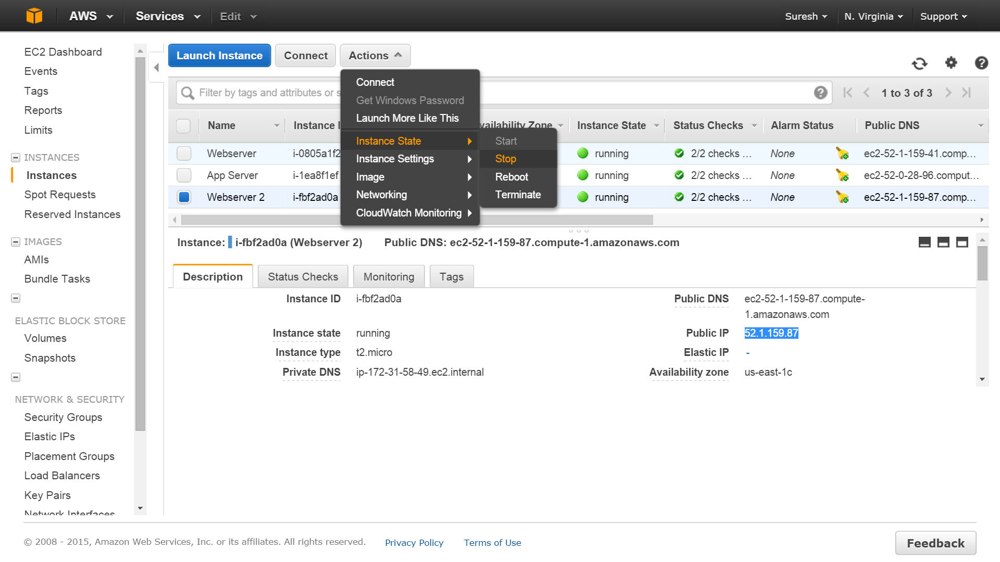 AWS Services Edit Suresh N. Virginia Support
EC2 Dashboard
Events
Tags
Reports
Limits
INSTANCES
Instances
Spot Requests
Reserved Instances
IMAGES
AMIs
Bundle Tasks
ELASTIC BLOCK STORE
Volumes
Snapshots
NETWORK & SECURITY
Security Groups
Elastic IPs
Placement Groups
Load Balancers
Key Pairs
Network Interfaces
Launch Instance Connect Actions
Filter by tags and attributes or s
1 to 3 of 3
Connect
Get Windows Password
Launch More Like This
Instance State
Instance Settings
Image
Networking
CloudWatch Monitoring
Start
Stop
Reboot
Terminate
Name Instance I vailability Zone Instance State Status Checks Alarm Status Public DNS
Webserver i-0805a1f2 running 2/2 checks … None ec2-52-1-159-41.comp…
App Server i-1ea8f1ef running 2/2 checks … None ec2-52-0-28-96.comput…
Webserver 2 i-fbf2ad0a running 2/2 checks … None ec2-52-1-159-87.comp…
Instance: i-fbf2ad0a (Webserver 2) Public DNS: ec2-52-1-159-87.compute-1.amazonaws.com
Description Status Checks Monitoring Tags
Instance ID i-fbf2ad0a Public DNS ec2-52-1-159-87.compute-
1.amazonaws.com
Instance state running Public IP 52.1.159.87
Instance type t2.micro Elastic IP -
Private DNS ip-172-31-58-49.ec2.internal Availability zone us-east-1c
© 2008 - 2015, Amazon Web Services, Inc. or its affiliates. All rights reserved. Privacy Policy Terms of Use Feedback